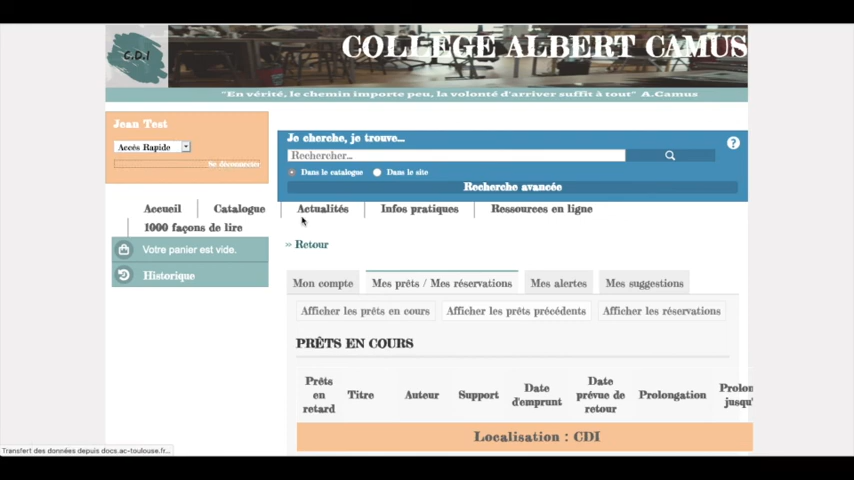 C.D.I
COLLÈGE ALBERT CAMUS
"En vérité, le chemin importe peu, la volonté d'arriver suffit à tout" A.Camus
Jean Test
Accès Rapide
Se déconnecter
Je cherche, je trouve...
Rechercher...
?
Dans le catalogue
Dans le site
Recherche avancée
Accueil
Catalogue
Actualités
Infos pratiques
Ressources en ligne
1000 façons de lire
Votre panier est vide.
Historique
» Retour
Mon compte
Mes prêts / Mes réservations
Mes alertes
Mes suggestions
Afficher les prêts en cours
Afficher les prêts précédents
Afficher les réservations
PRÊTS EN COURS
Prêts
en
retard
Titre
Auteur
Support
Date
d'emprunt
Date
prévue de
retour
Prolongation
Prolon
jusqu'
Localisation : CDI
Transfert des données depuis docs.ac-toulouse.fr...